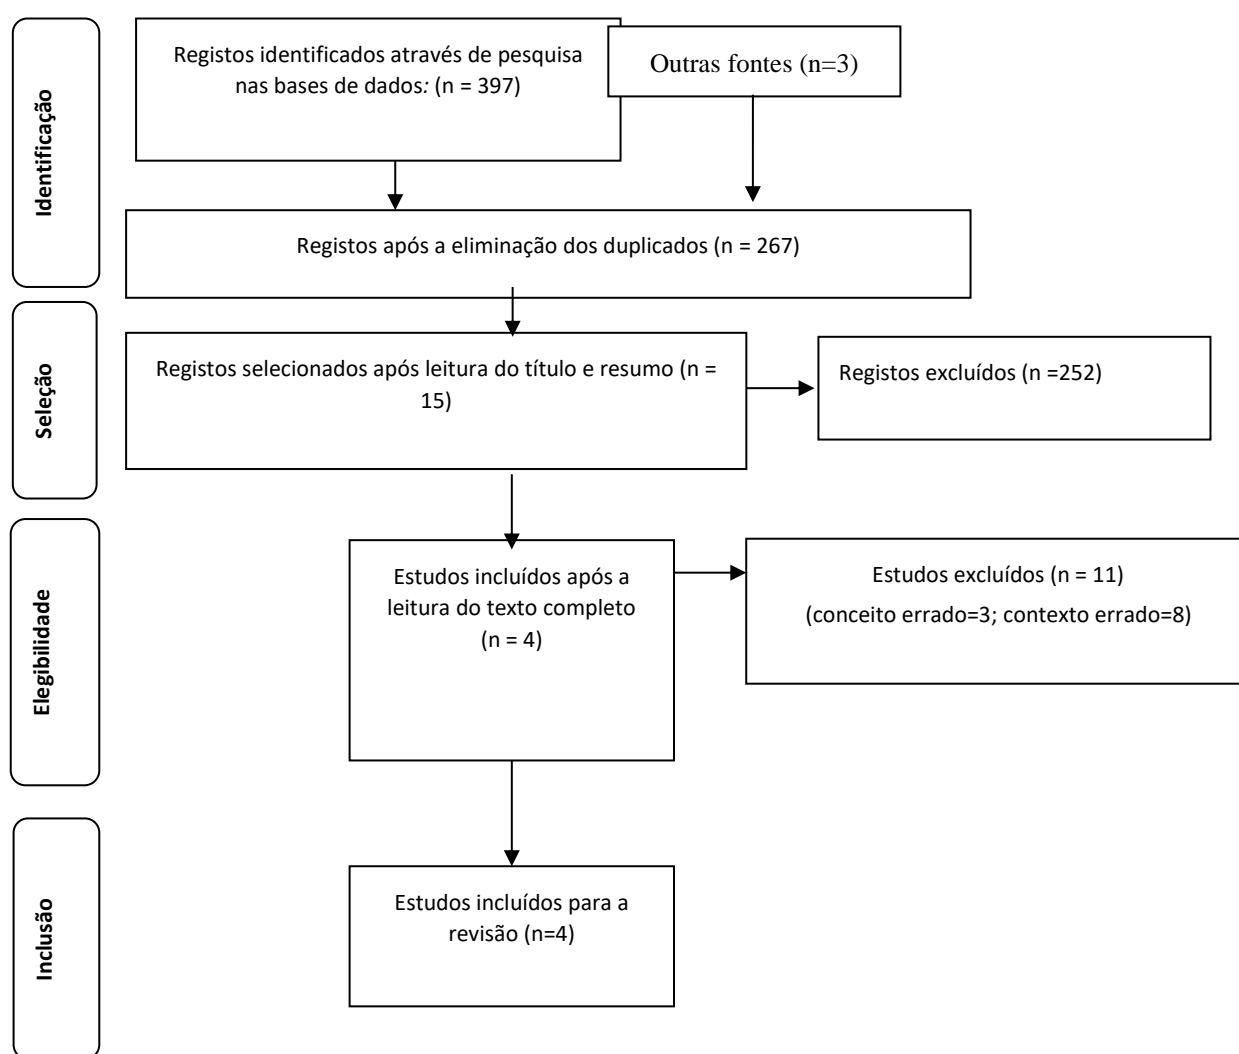 Identificação
Registos identificados através de pesquisa
nas bases de dados: (n = 397)
Outras fontes (n=3)
Registos após a eliminação dos duplicados (n = 267)
Seleção
Registos selecionados após leitura do título e resumo (n =
15)
Registos excluídos (n =252)
Elegibilidade
Estudos incluídos após a
leitura do texto completo
(n = 4)
Estudos excluídos (n = 11)
(conceito errado=3; contexto errado=8)
Inclusão
Estudos incluídos para a
revisão (n=4)